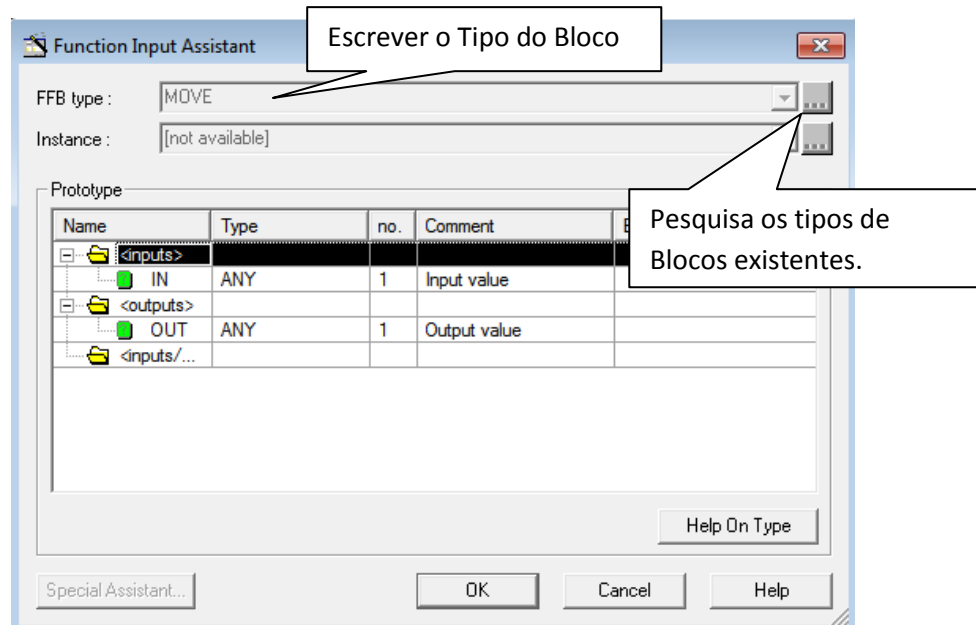 Function Input Assistant
Escrever o Tipo do Bloco
FFB type :
MOVE
...
Instance :
[not available]
...
Pesquisa os tipos de
Blocos existentes.
Prototype
Name Type no. Comment
<inputs>
IN ANY 1 Input value
<outputs>
OUT ANY 1 Output value
<inputs/...
Help On Type
Special Assistant... OK Cancel Help